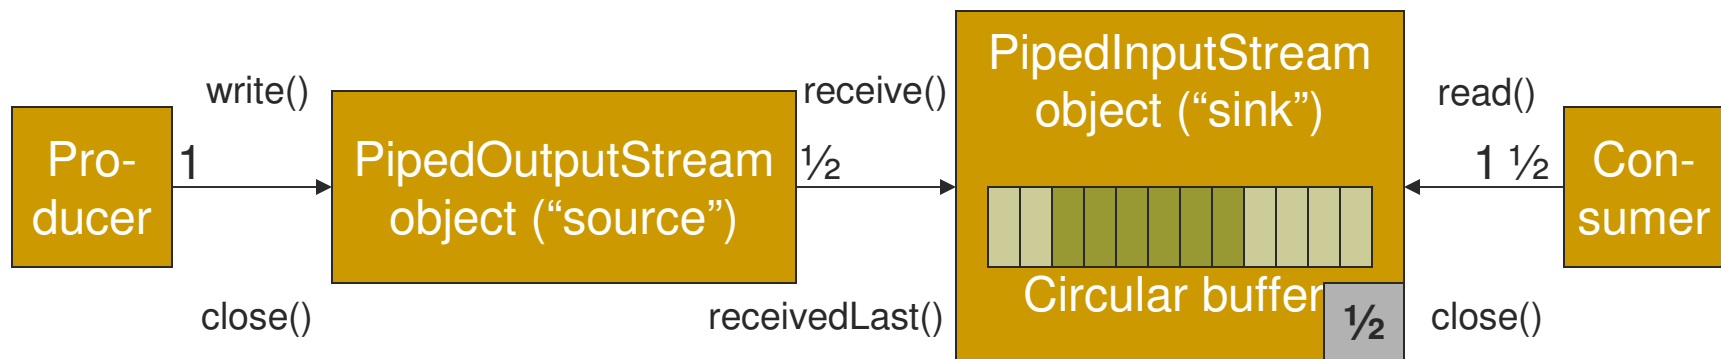 write()
Pro-
ducer
1
close()
PipedOutputStream
object (“source”)
receive()
½
receivedLast()
PipedInputStream
object (“sink”)
Circular buffer
½
read()
1 ½
close()
Con-
sumer